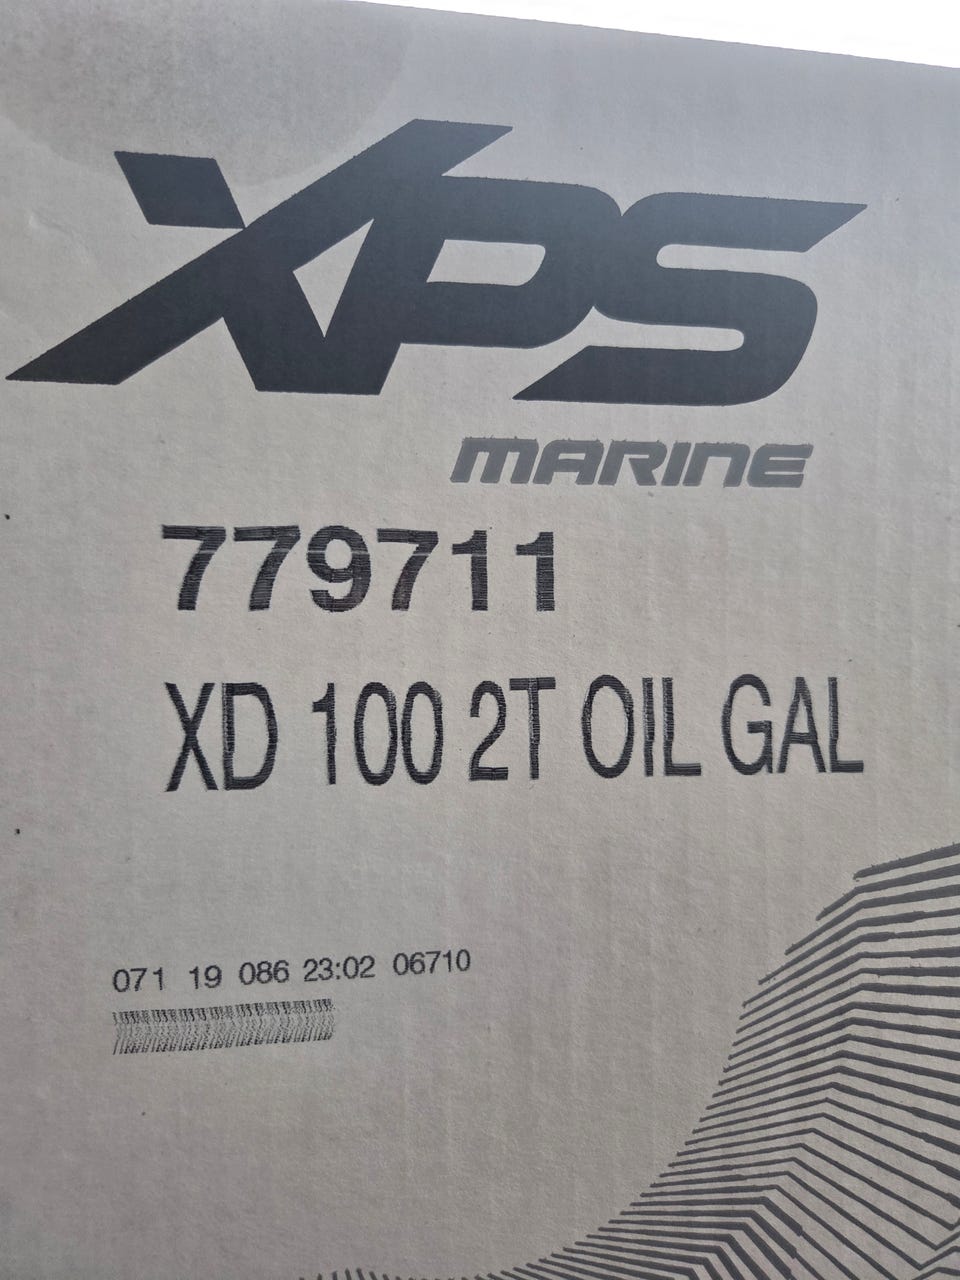 XPS
MARINE
779711
XD 100 2T OIL GAL
071 19 086 23:02 06710